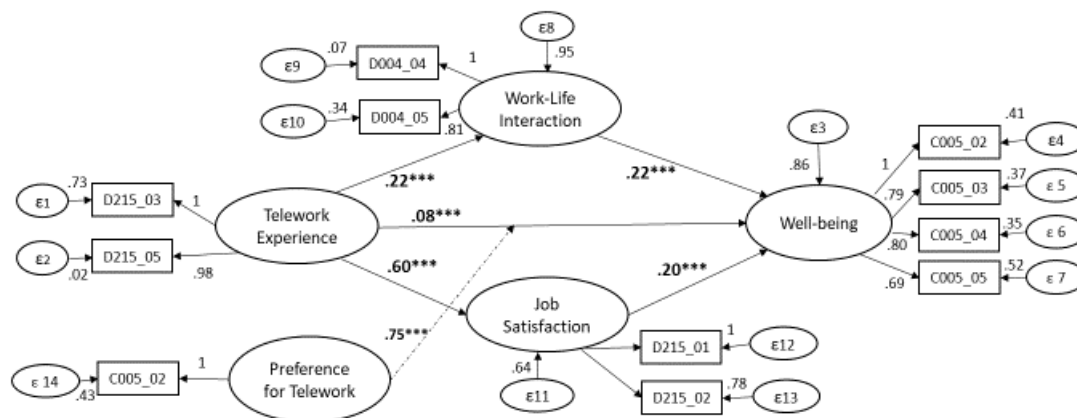 ε8
.07
.95
1
ε9
D004_04
Work-Life
Interaction
.34
ε10
D004_05
.81
ε3
.41
C005_02
ε4
.86
1
.22***
.22***
.73
ε1
D215_03
1
.79
C005_03
.37
ε 5
Telework
Experience
.08***
Well-being
C005_04
.35
ε 6
.80
ε2
D215_05
.02
.98
.60***
.20***
.69
C005_05
.52
ε 7
Job
Satisfaction
.75***
1
D215_01
ε12
Preference
for Telework
1
C005_02
ε 14
.43
.64
ε11
.78
D215_02
ε13